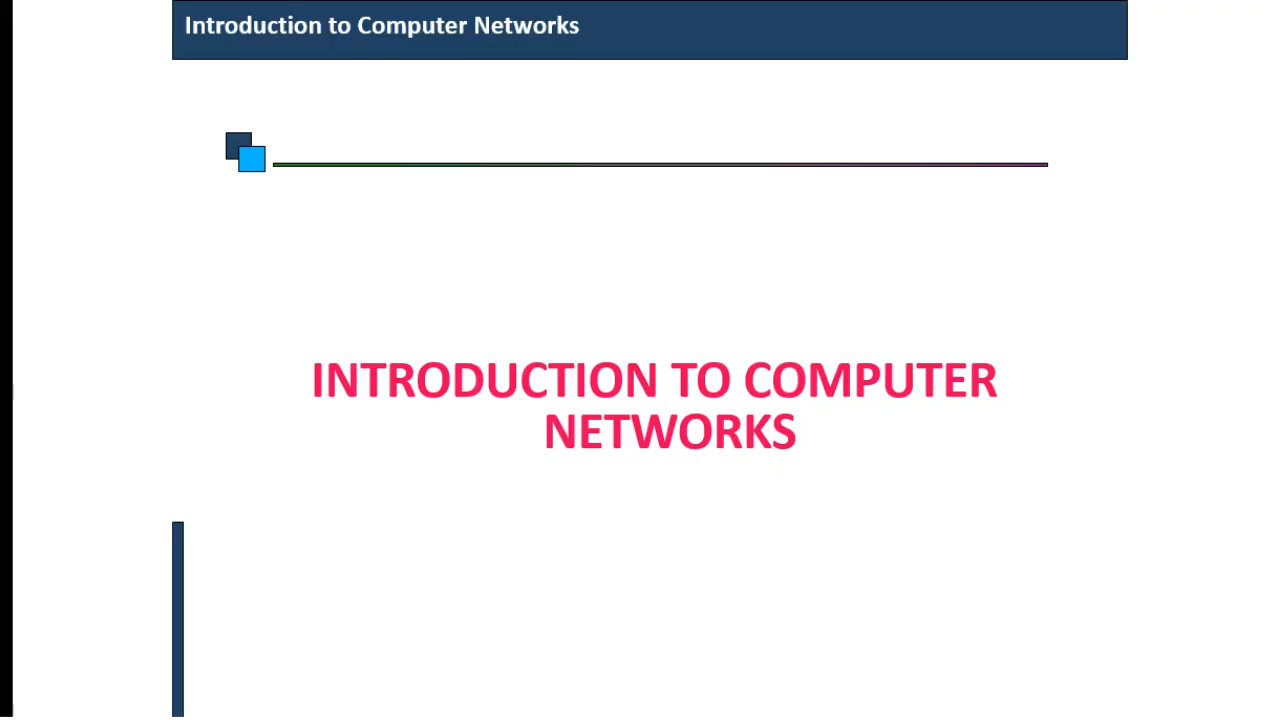 Introduction to Computer Networks
INTRODUCTION TO COMPUTER
NETWORKS